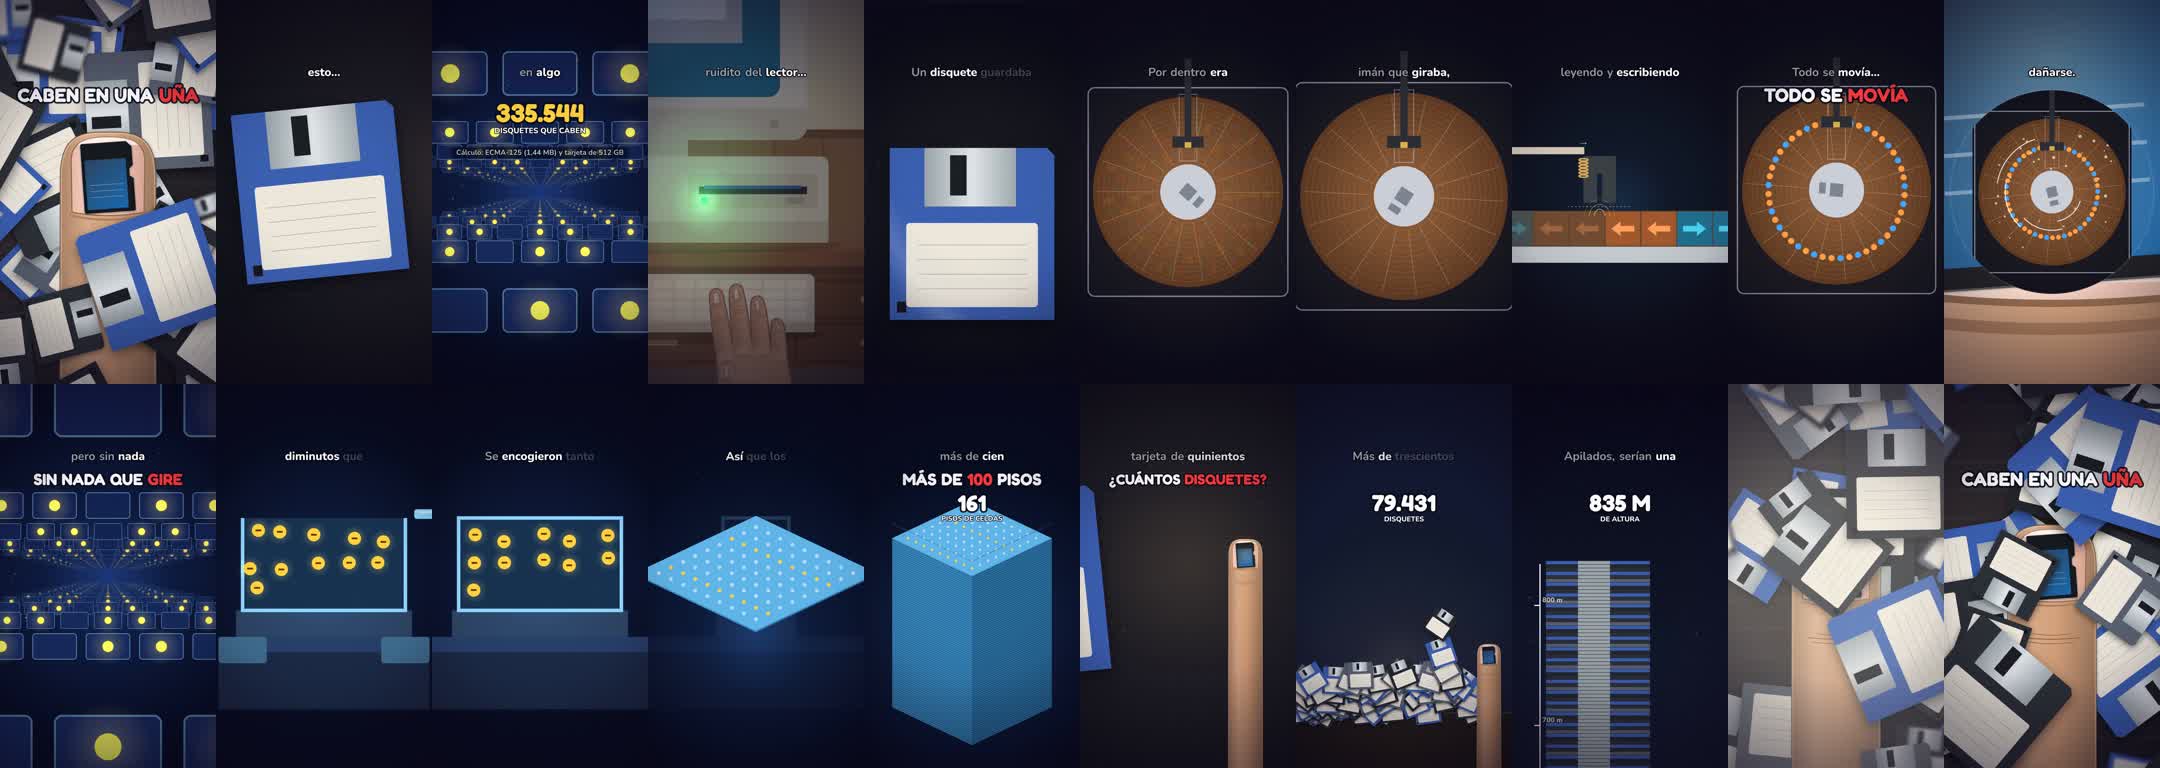 CABEN EN UNA UÑA
esto...
en algo
335.544
DISQUETES QUE CABEN
Cálculo: ECMA-125 (1,44 MB) y tarjeta de 512 GB
ruidito del lector...
Un disquete guardaba
Por dentro era
imán que giraba,
leyendo y escribiendo
Todo se movía...
TODO SE MOVÍA
dañarse.
pero sin nada
SIN NADA QUE GIRE
diminutos que
Se encogieron tanto
Así que los
más de cien
MÁS DE 100 PISOS
161
PISOS DE CELDAS
tarjeta de quinientos
¿CUÁNTOS DISQUETES?
Más de trescientos
79.431
DISQUETES
Apilados, serían una
835 M
DE ALTURA
800 m
700 m
CABEN EN UNA UÑA